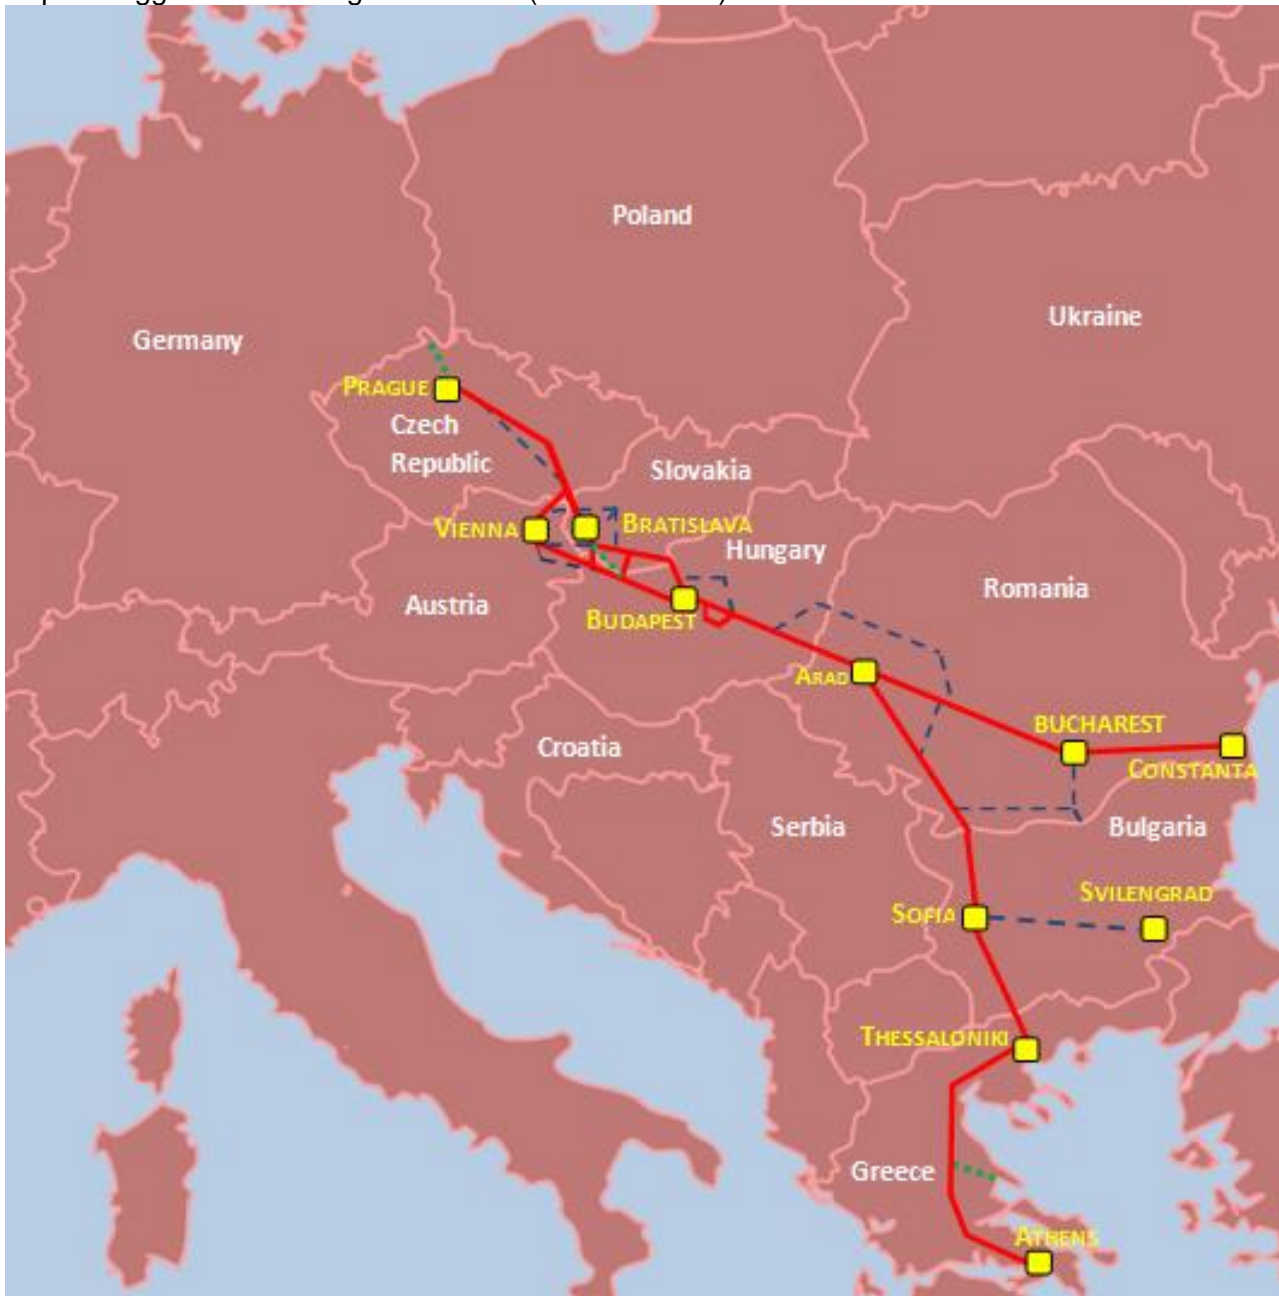 Poland
Ukraine
Germany
PRAGUE
Czech
Republic
Slovakia
VIENNA
BRATISLAVA
Hungary
Romania
Austria
BUDAPEST
ARAD
BUCHAREST
Croatia
CONSTANTA
Serbia
Bulgaria
SVILENGRAD
SOFIA
THESSALONIKI
Greece
ATHENS